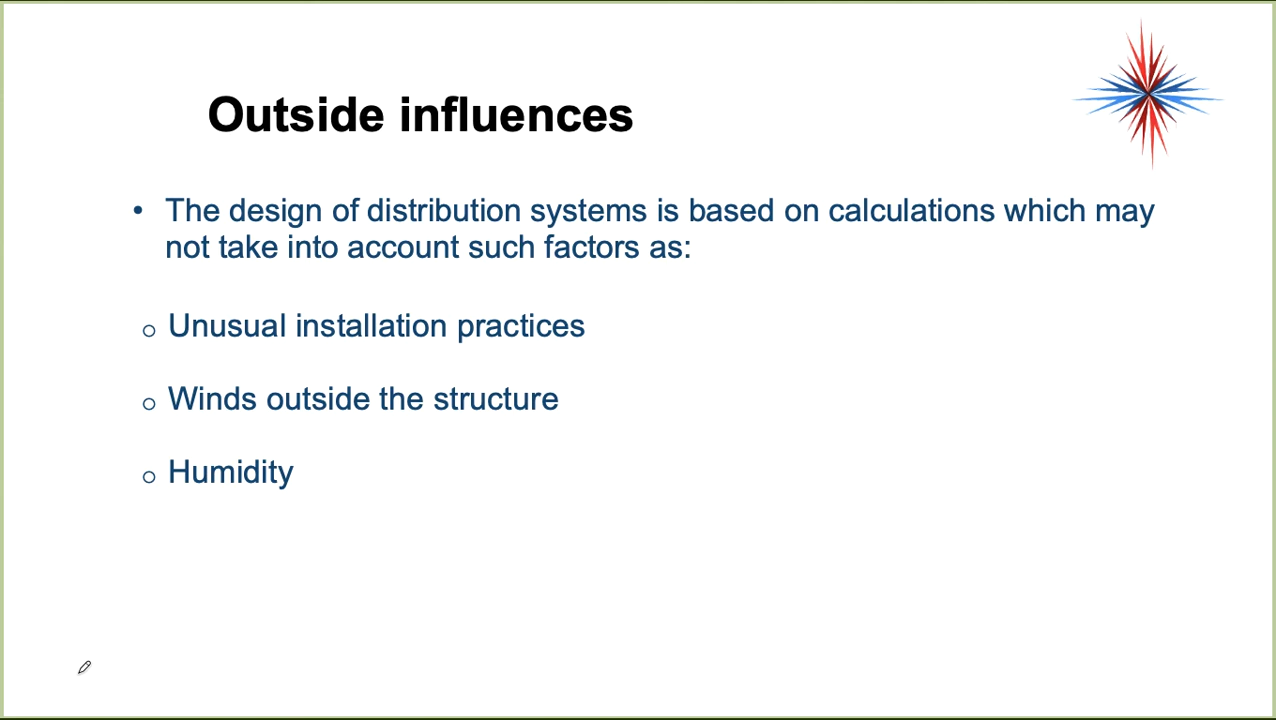 Outside influences
• The design of distribution systems is based on calculations which may
not take into account such factors as:
o Unusual installation practices
o Winds outside the structure
o Humidity